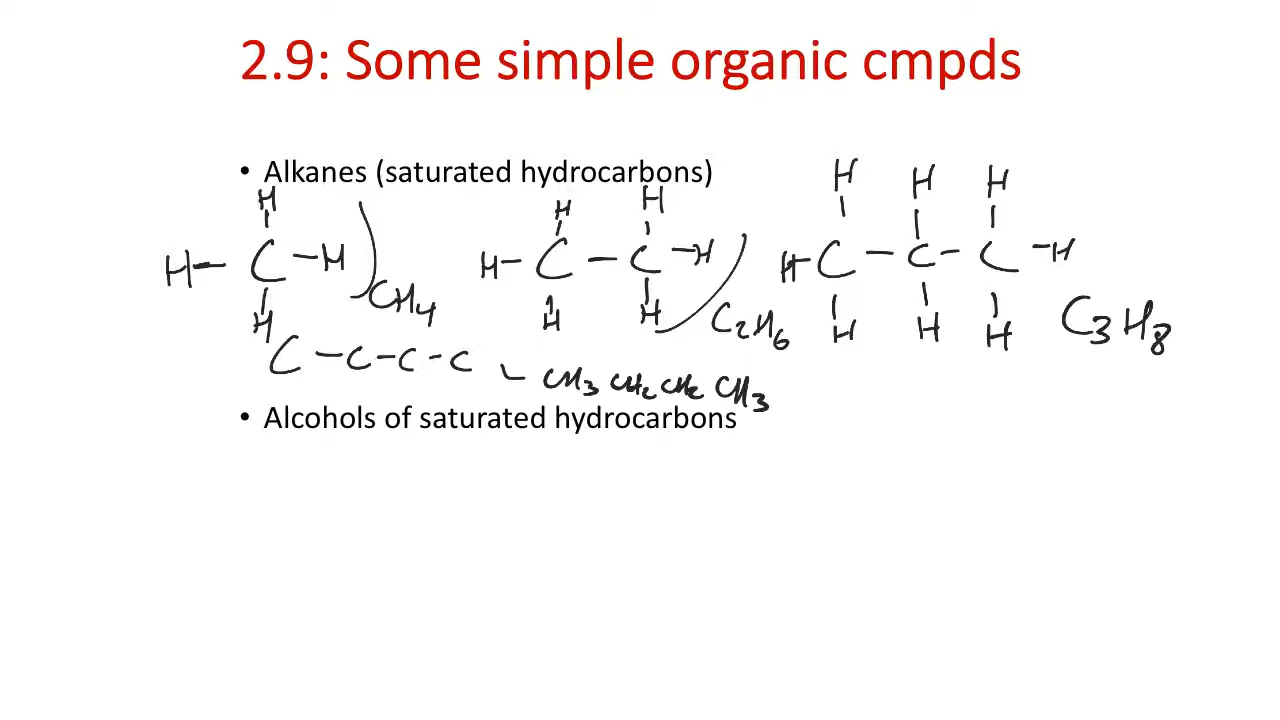 2.9: Some simple organic cmpds
• Alkanes (saturated hydrocarbons)
H H H H H H
H – C – H H – C – C – H H – C – C – C – H
CH4 C2H6 C3H8
H H H H H H
C – C – C – C CH3 CH2 CH2 CH3
• Alcohols of saturated hydrocarbons